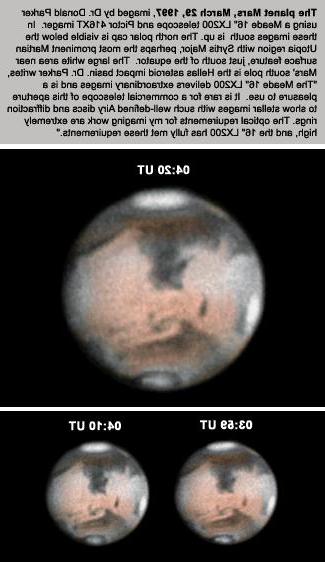 The planet Mars, March 29, 1997, imaged by Dr. Donald Parker
using a Meade 16" LX200 telescope and Pictor 416XT imager. In
these images south is up. The north polar cap is visible below the
Utopia region with Syrtis Major, perhaps the most prominent Martian
surface feature, just south of the equator. The large white area near
Mars' south pole is the Hellas asteroid impact basin. Dr. Parker writes,
"The Meade 16" LX200 delivers extraordinary images and is a
pleasure to use. It is rare for a commercial telescope of this aperture
to show stellar images with such well-defined Airy discs and diffraction
rings. The optical requirements for my imaging work are extremely
high, and the 16" LX200 has fully met these requirements."
04:20 UT
04:10 UT 03:59 UT